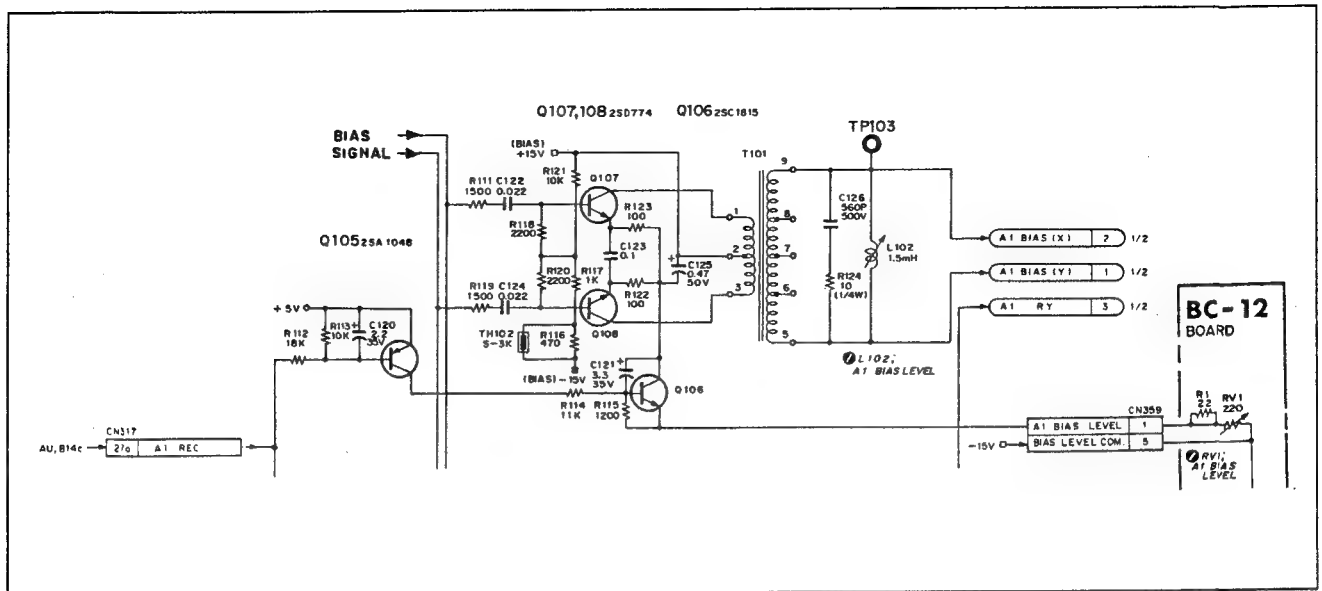 Q107,108 2SD774 Q106 2SC1815
BIAS
SIGNAL
(BIAS)
+15V
R121
10K
Q107
T101
TP103
R111 C122
1500 0.022
R118
2200
R123
100
C123
0.1
R120
2200
R117
1K
R122
100
C125
0.47
50V
R119 C124
1500 0.022
Q108
1
2
3
9
8
7
6
5
C126
560P
500V
R124
10
(1/4W)
L102
1.5mH
L102;
A1 BIAS LEVEL
A1 BIAS (X) 2 1/2
A1 BIAS (Y) 1 1/2
A1 RY 3 1/2
Q105 2SA1048
+5V
R112
18K
R113
10K
C120
2.2
35V
TH102
S-3K
R116
470
(BIAS) -15V
C121
3.3
35V
Q106
R114
11K
R115
1200
CN317
AU, B14c 27a A1 REC
CN359
A1 BIAS LEVEL 1
-15V BIAS LEVEL COM. 5
BC-12
BOARD
R1
22
RV1
220
RV1;
A1 BIAS
LEVEL